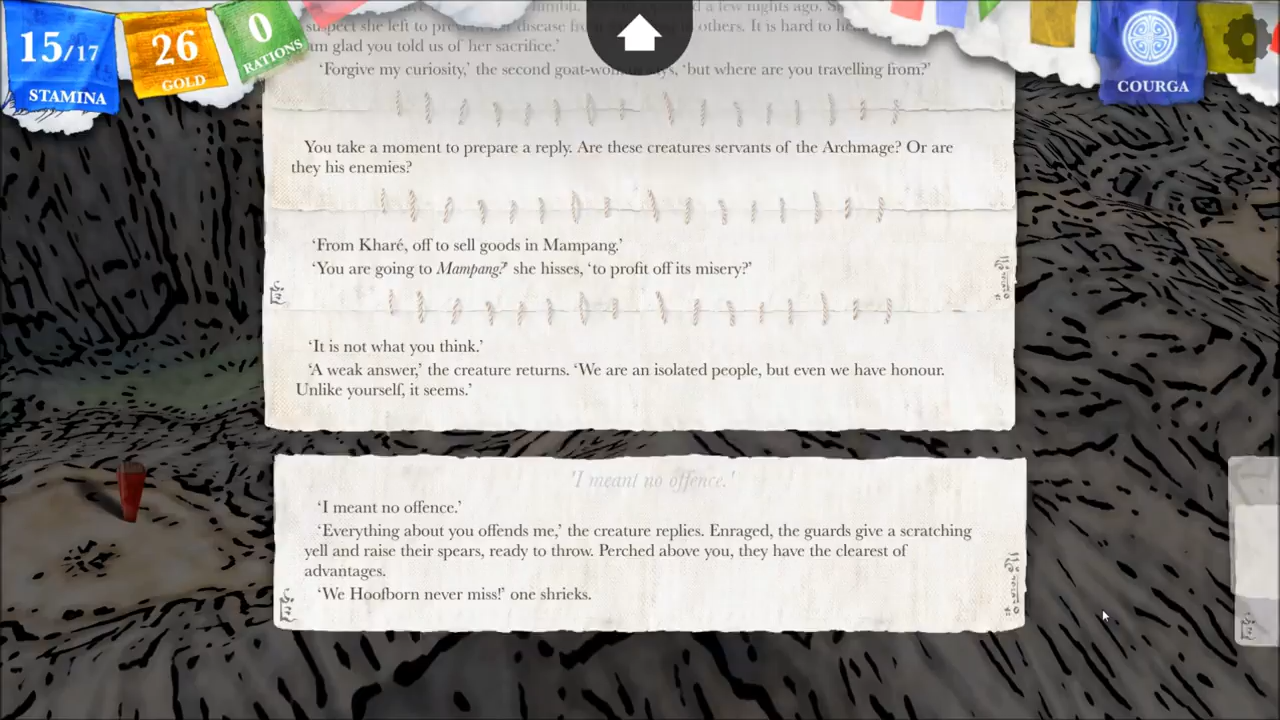 15/17
STAMINA
26
GOLD
0
RATIONS
COURGA
a few nights ago.
suspect she left to disease others. It is hard to
am glad you told us of her sacrifice.’
‘Forgive my curiosity,’ the second goat-woman says, ‘but where are you travelling from?’
You take a moment to prepare a reply. Are these creatures servants of the Archmage? Or are
they his enemies?
‘From Kharé, off to sell goods in Mampang.’
‘You are going to Mampang?’ she hisses, ‘to profit off its misery?’
‘It is not what you think.’
‘A weak answer,’ the creature returns. ‘We are an isolated people, but even we have honour.
Unlike yourself, it seems.’
'I meant no offence.'
‘I meant no offence.’
‘Everything about you offends me,’ the creature replies. Enraged, the guards give a scratching
yell and raise their spears, ready to throw. Perched above you, they have the clearest of
advantages.
‘We Hoofborn never miss!’ one shrieks.